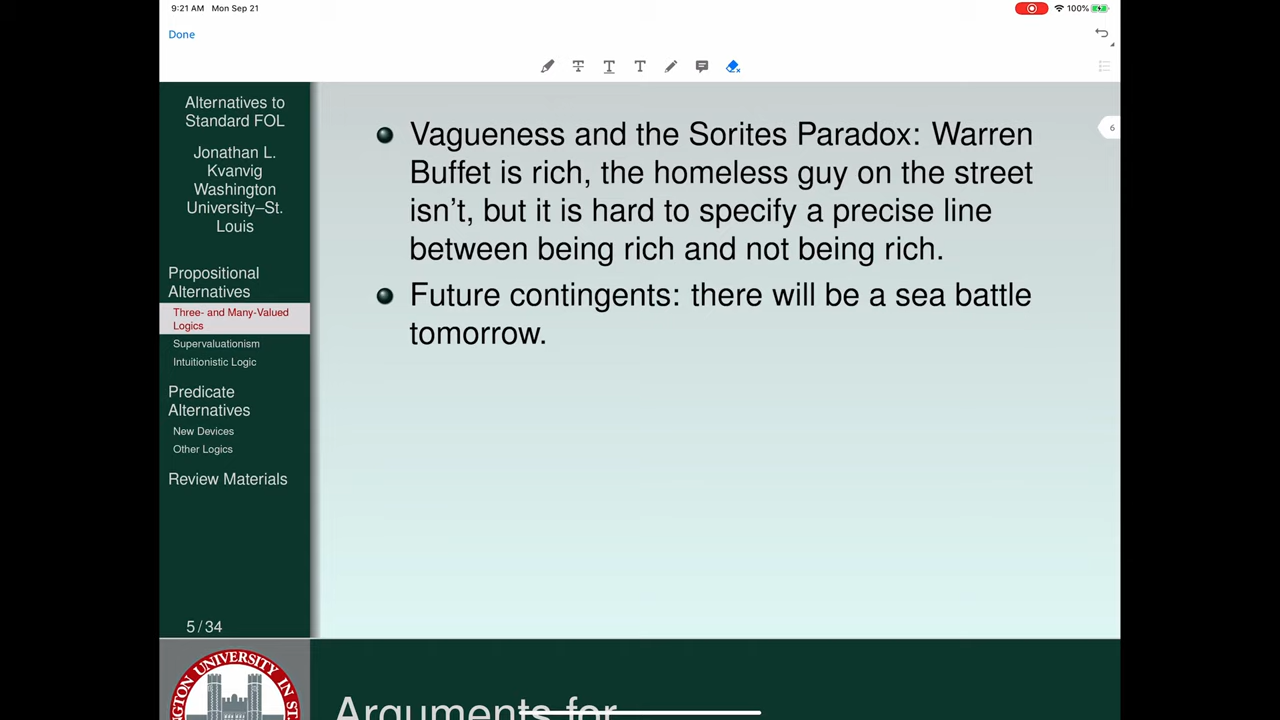 9:21 AM Mon Sep 21
100%
Done
Alternatives to
Standard FOL
Jonathan L.
Kvanvig
Washington
University–St.
Louis
Propositional
Alternatives
Three- and Many-Valued
Logics
Supervaluationism
Intuitionistic Logic
Predicate
Alternatives
New Devices
Other Logics
Review Materials
5 / 34
Vagueness and the Sorites Paradox: Warren
Buffet is rich, the homeless guy on the street
isn't, but it is hard to specify a precise line
between being rich and not being rich.
Future contingents: there will be a sea battle
tomorrow.
6
T
T
T
Arguments for